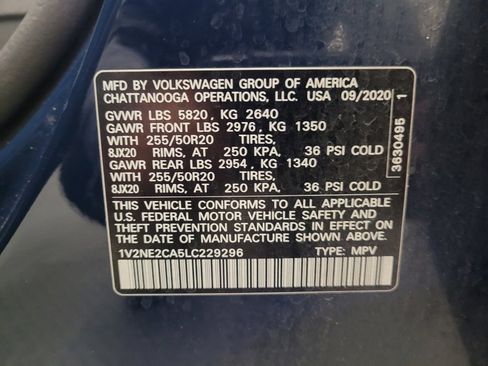 MFD BY VOLKSWAGEN GROUP OF AMERICA
CHATTANOOGA OPERATIONS, LLC. USA 09/2020
GVWR LBS 5820, KG 2640
GAWR FRONT LBS 2976, KG 1350
WITH 255/50R20 TIRES,
8JX20 RIMS, AT 250 KPA, 36 PSI COLD
GAWR REAR LBS 2954, KG 1340
WITH 255/50R20 TIRES,
8JX20 RIMS, AT 250 KPA, 36 PSI COLD
THIS VEHICLE CONFORMS TO ALL APPLICABLE
U.S. FEDERAL MOTOR VEHICLE SAFETY AND
THEFT PREVENTION STANDARDS IN EFFECT ON
THE DATE OF MANUFACTURE SHOWN ABOVE.
1V2NE2CA5LC229296 TYPE: MPV
3630495 1